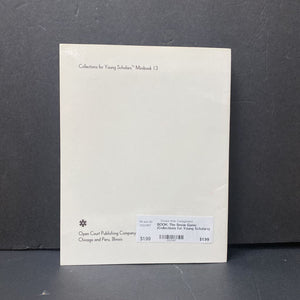 Collections for Young Scholars™ Minibook 13
Open Court Publishing Company
Chicago and Peru, Illinois
BOOK: The Snow Game
(Collections for Young Scholars)
$1.99
$1.99